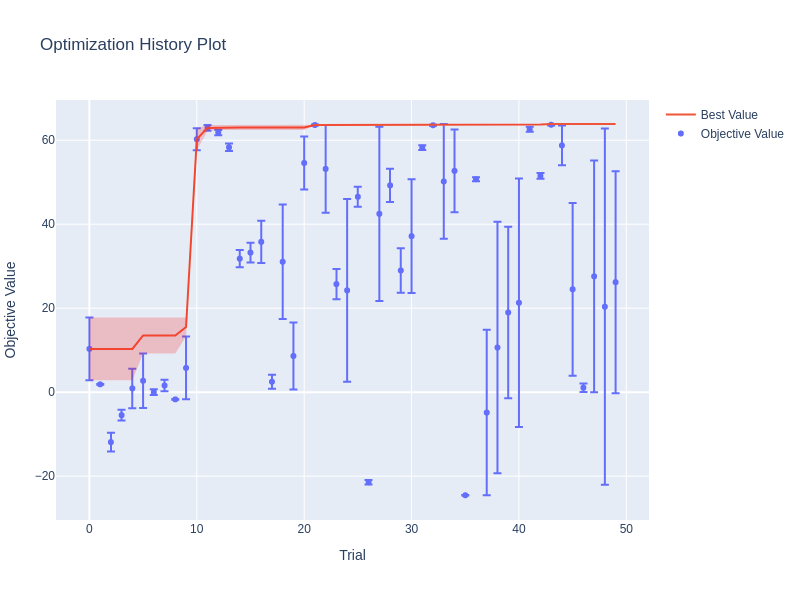 Optimization History Plot
Best Value
Objective Value
60
40
20
0
−20
Objective Value
0
10
20
30
40
50
Trial